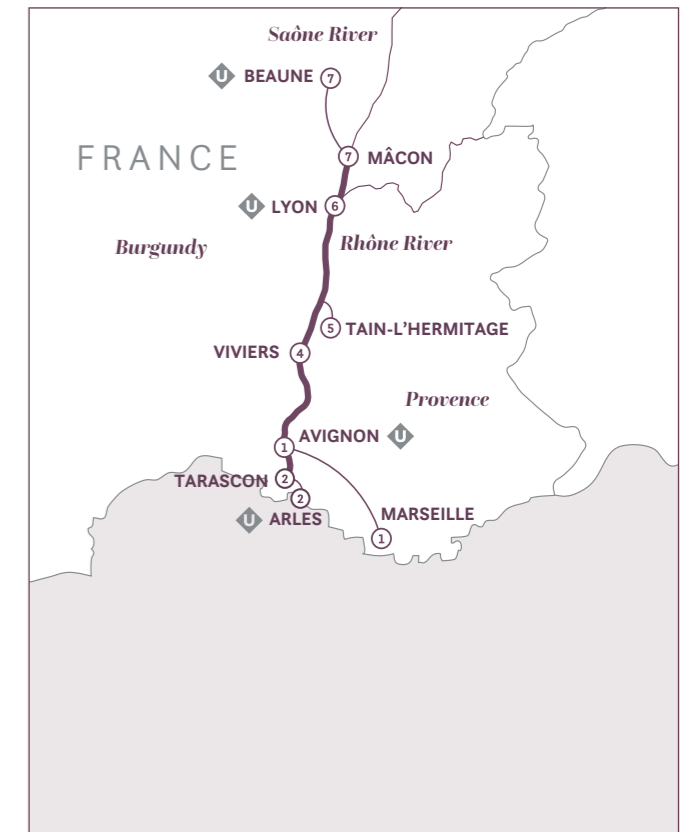 Saône River
U BEAUNE 7
FRANCE
7 MÂCON
U LYON 6
Burgundy
Rhône River
5 TAIN-L’HERMITAGE
VIVIERS 4
Provence
1 AVIGNON U
TARASCON 2
2
U ARLES
MARSEILLE
1